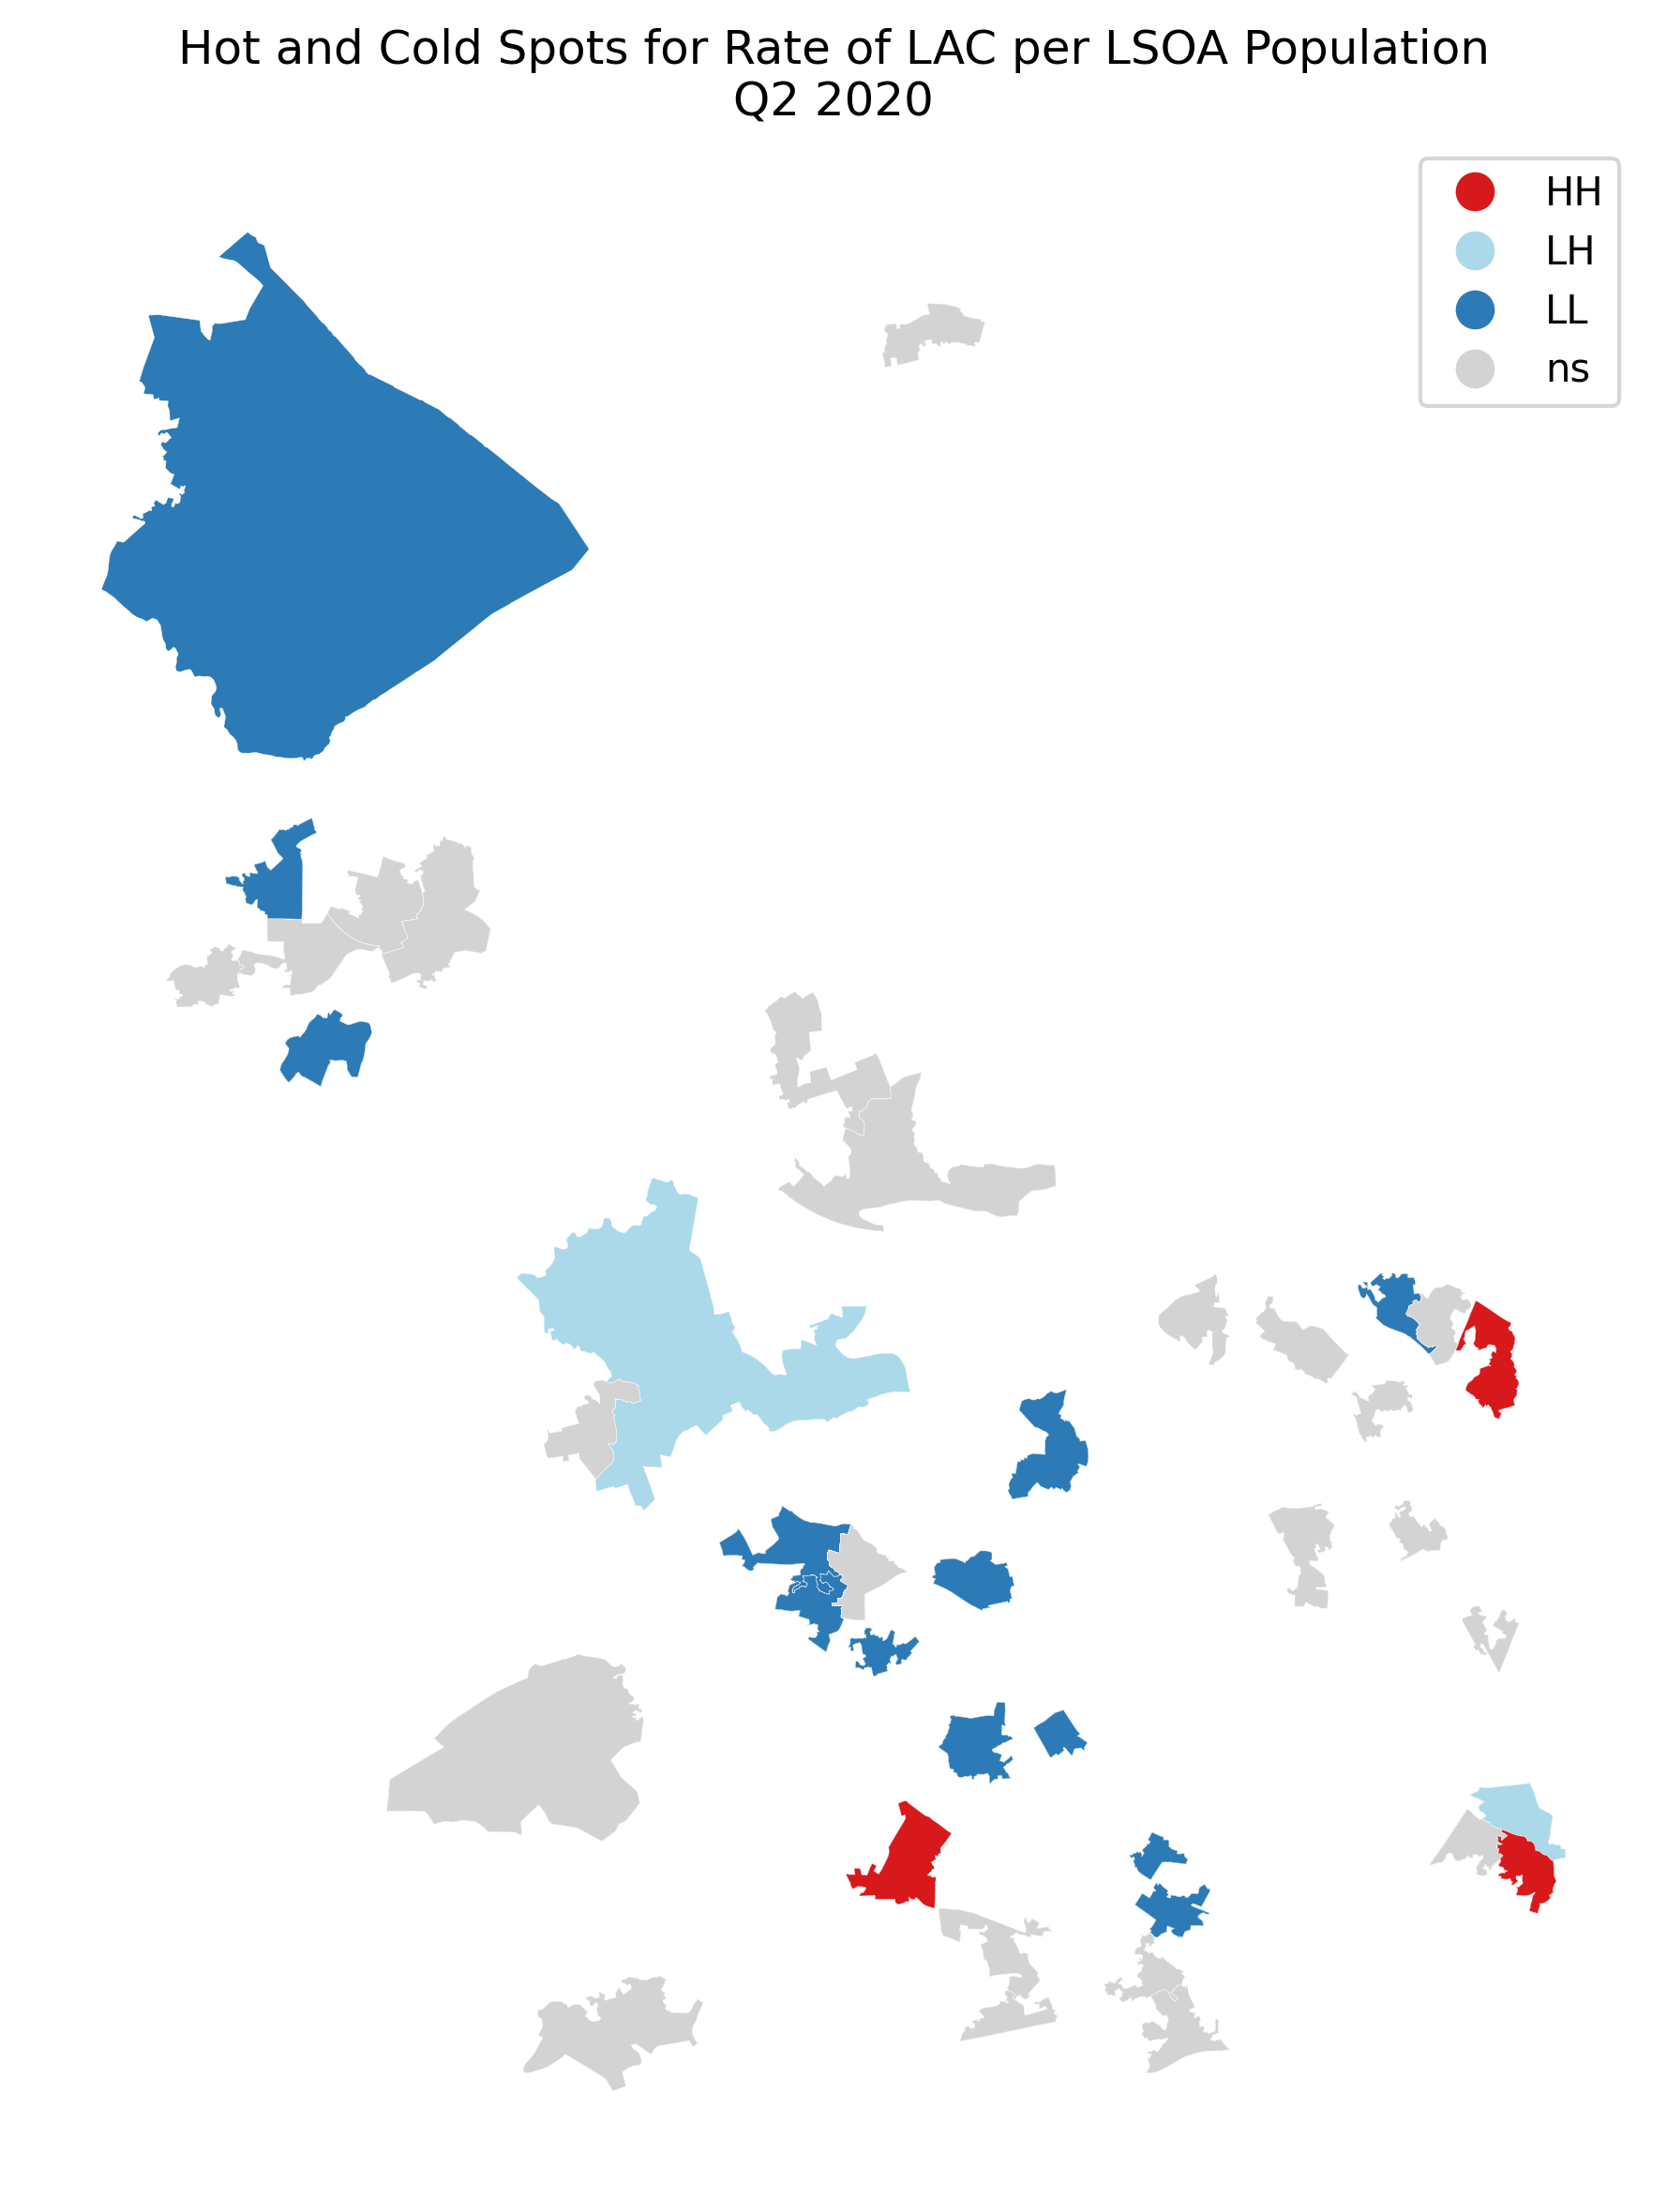 Hot and Cold Spots for Rate of LAC per LSOA Population
Q2 2020
HH
LH
LL
ns